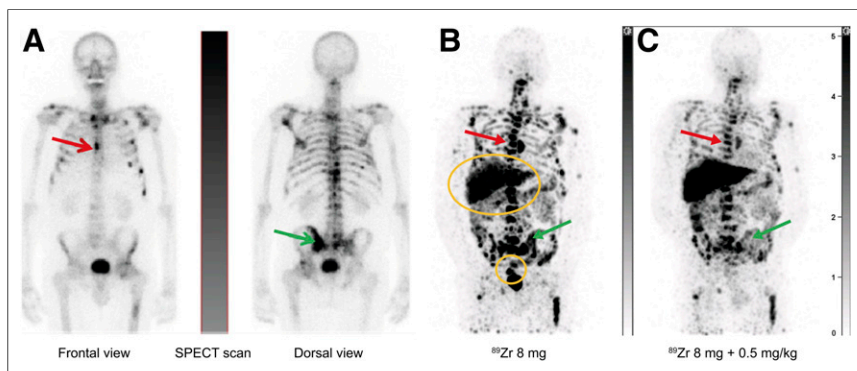 A
B
C
5
4
3
2
1
0
Frontal view
SPECT scan
Dorsal view
⁸⁹Zr 8 mg
⁸⁹Zr 8 mg + 0.5 mg/kg